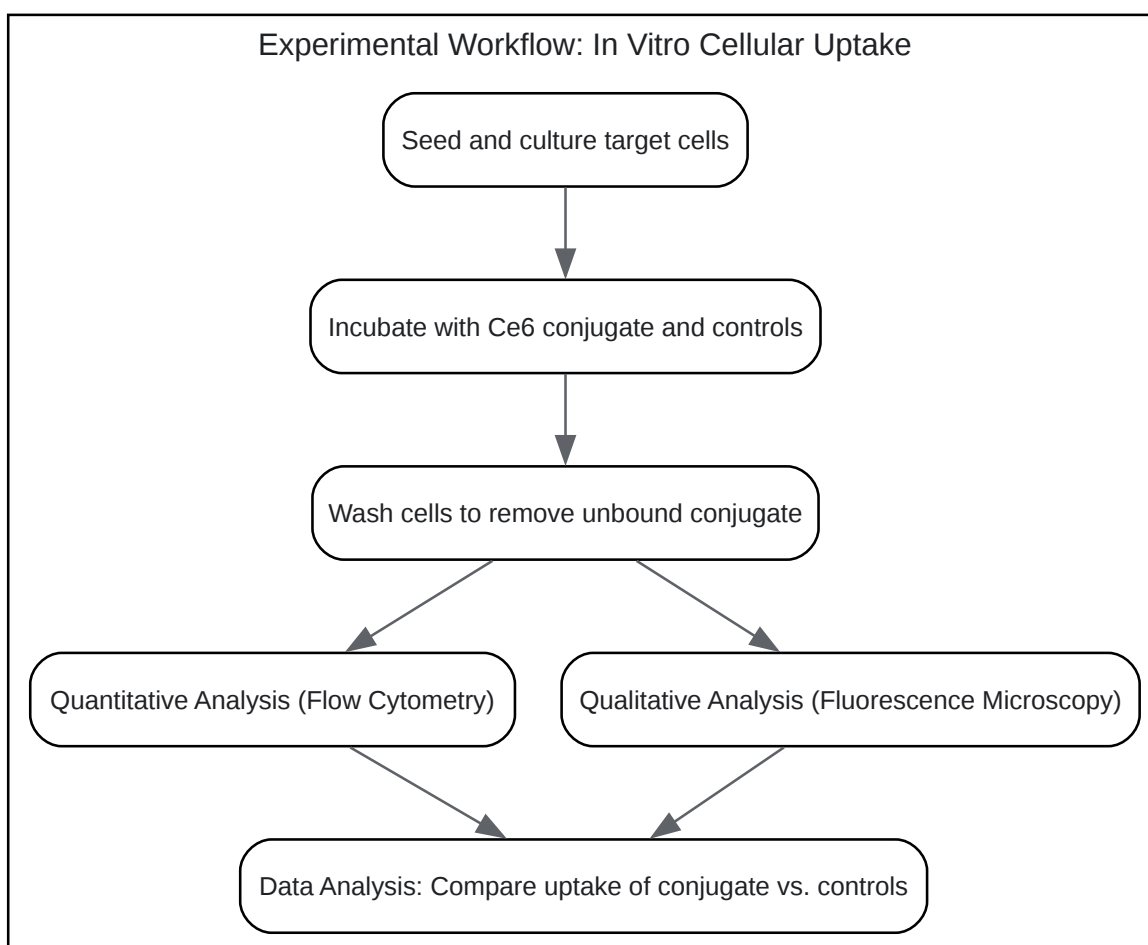 Experimental Workflow: In Vitro Cellular Uptake
Seed and culture target cells
Incubate with Ce6 conjugate and controls
Wash cells to remove unbound conjugate
Quantitative Analysis (Flow Cytometry)
Qualitative Analysis (Fluorescence Microscopy)
Data Analysis: Compare uptake of conjugate vs. controls